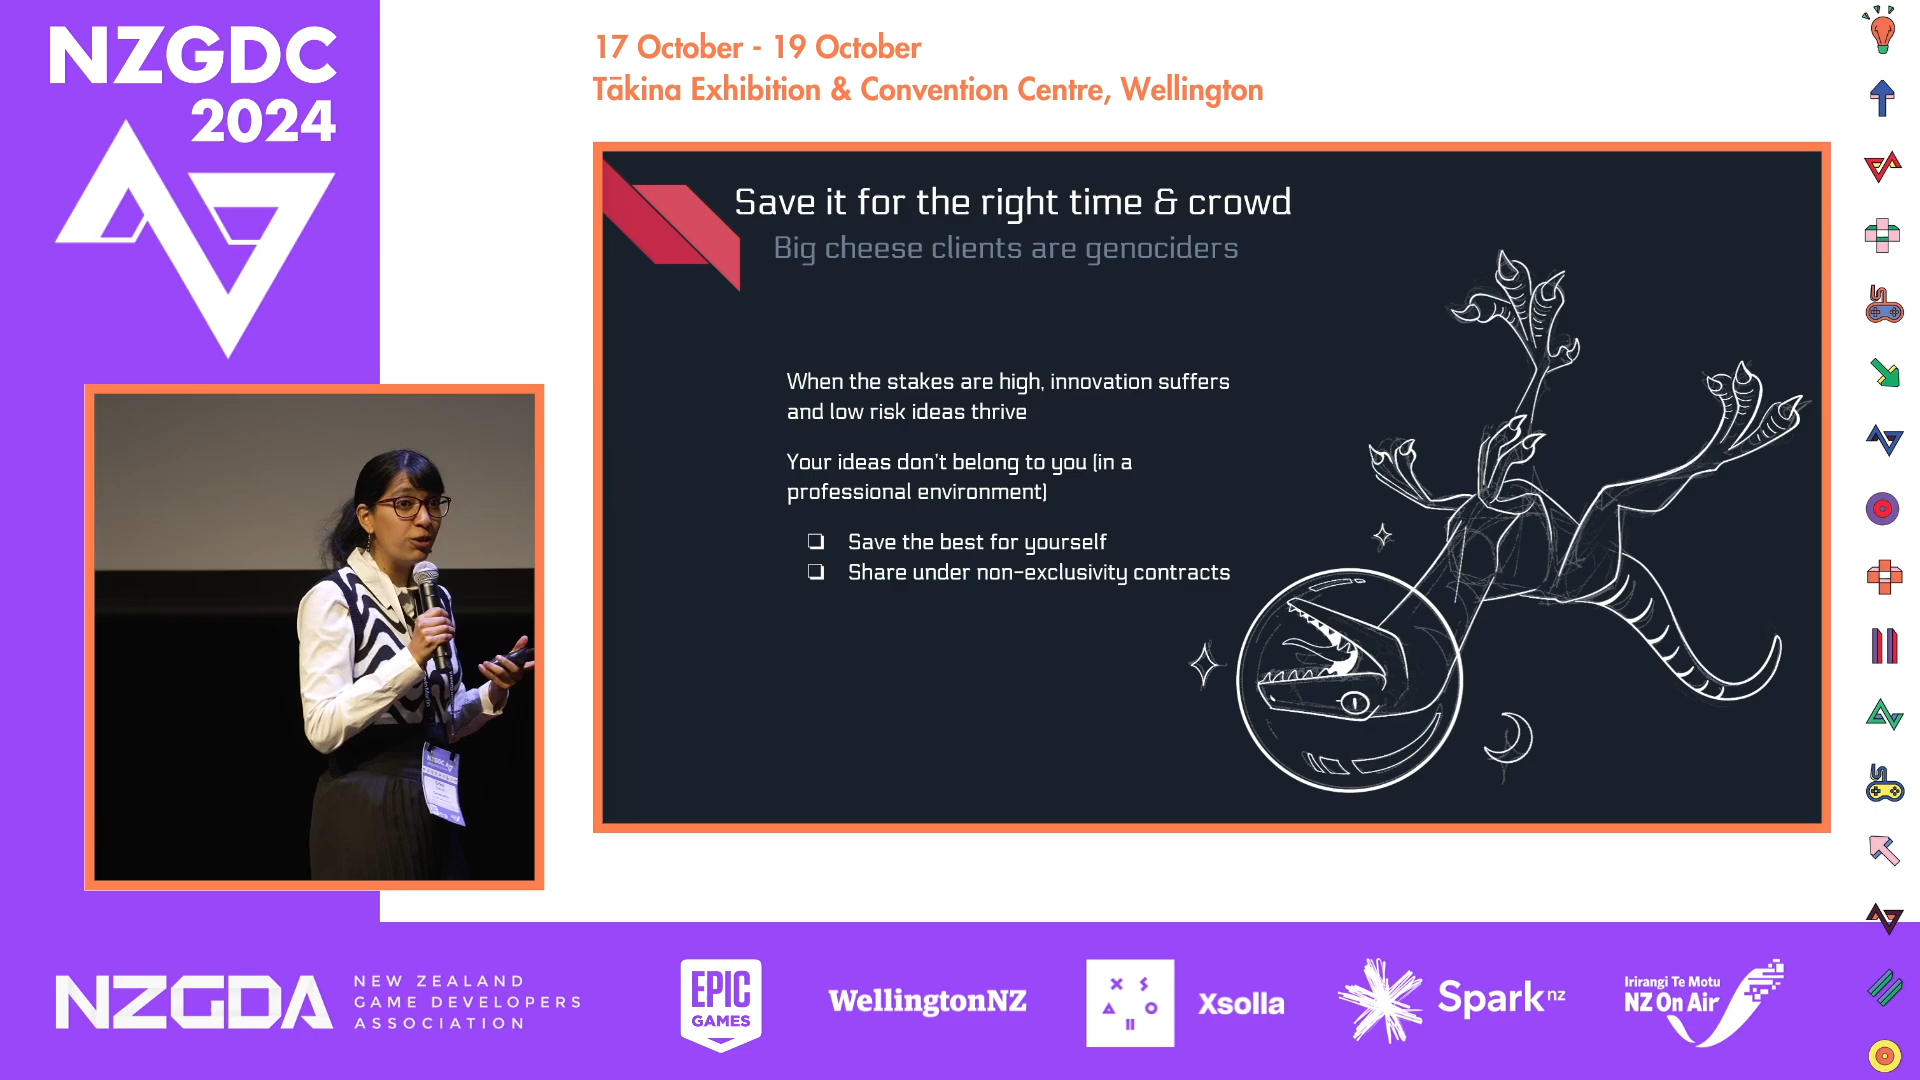 NZGDC
2024
17 October - 19 October
Tākina Exhibition & Convention Centre, Wellington
Save it for the right time & crowd
Big cheese clients are genociders
When the stakes are high, innovation suffers
and low risk ideas thrive
Your ideas don't belong to you (in a
professional environment)
Save the best for yourself
Share under non-exclusivity contracts
NZGDA
NEW ZEALAND
GAME DEVELOPERS
ASSOCIATION
EPIC
GAMES
WellingtonNZ
Xsolla
Spark nz
Irirangi Te Motu
NZ On Air